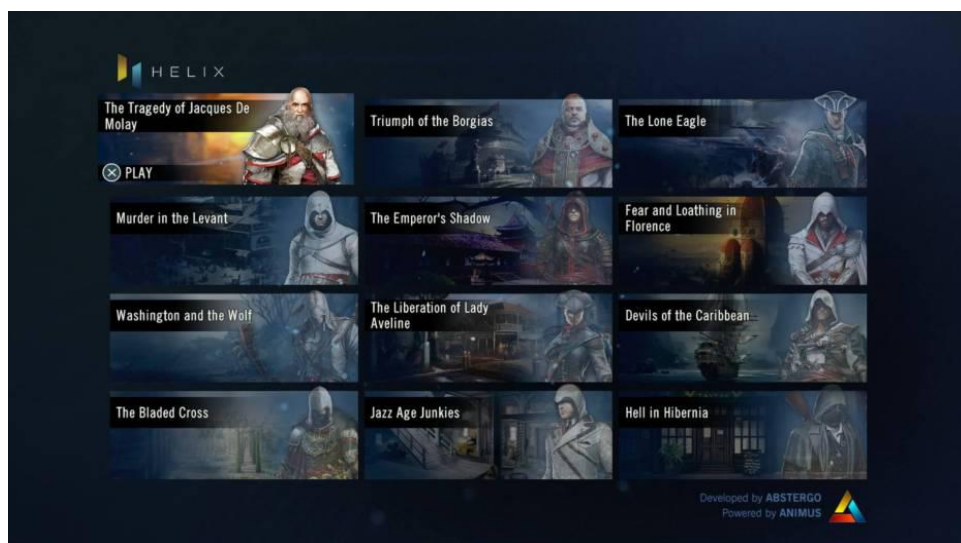 HELIX
The Tragedy of Jacques De
Molay
PLAY
Triumph of the Borgias
The Lone Eagle
Murder in the Levant
The Emperor's Shadow
Fear and Loathing in
Florence
Washington and the Wolf
The Liberation of Lady
Aveline
Devils of the Caribbean
The Bladed Cross
Jazz Age Junkies
Hell in Hibernia
Developed by ABSTERGO
Powered by ANIMUS